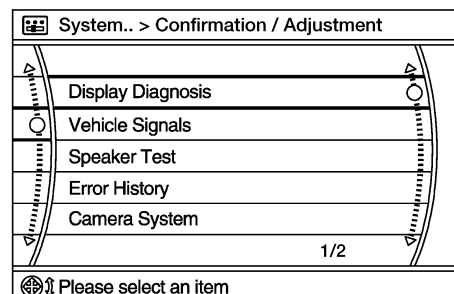 System.. > Confirmation / Adjustment
Display Diagnosis
Vehicle Signals
Speaker Test
Error History
Camera System
1/2
Please select an item